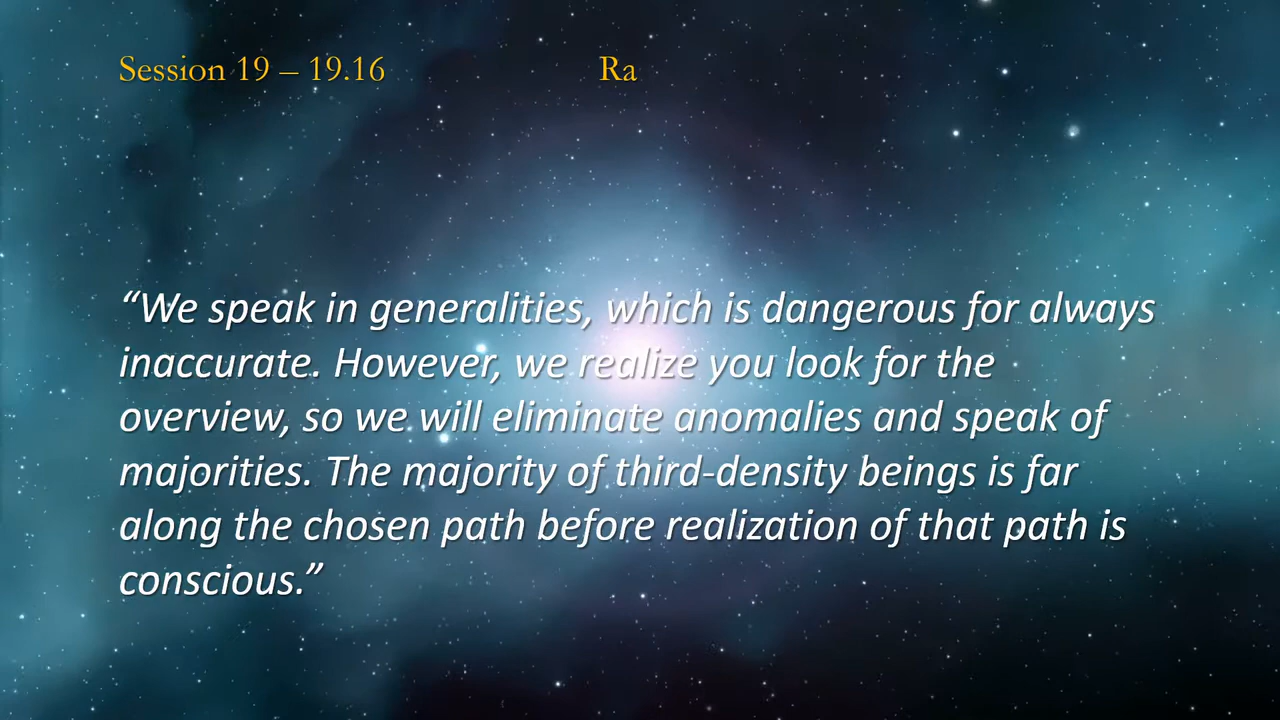 Session 19 – 19.16 Ra
“We speak in generalities, which is dangerous for always
inaccurate. However, we realize you look for the
overview, so we will eliminate anomalies and speak of
majorities. The majority of third-density beings is far
along the chosen path before realization of that path is
conscious.”